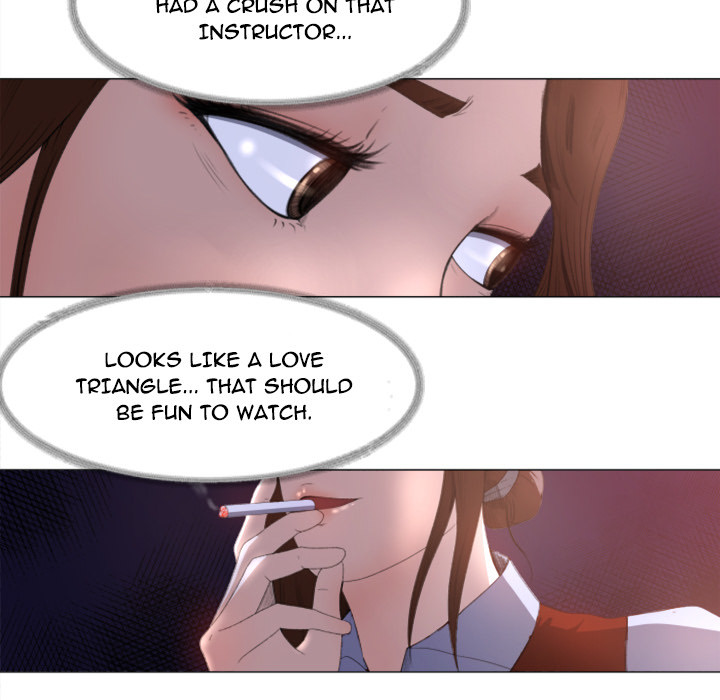 HAD A CRUSH ON THAT
INSTRUCTOR...
LOOKS LIKE A LOVE
TRIANGLE... THAT SHOULD
BE FUN TO WATCH.